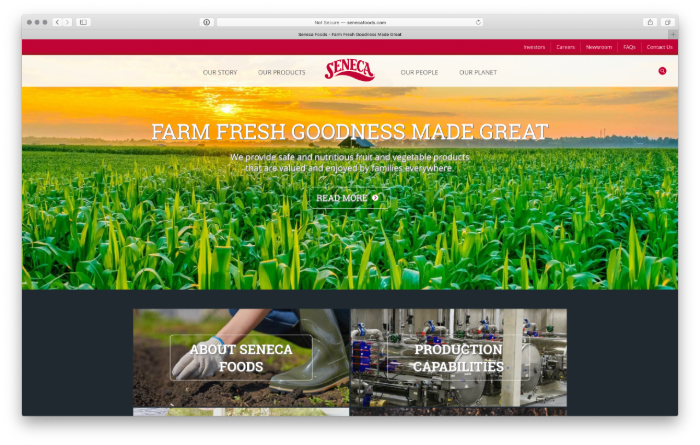 Not Secure — senecafoods.com
Seneca Foods - Farm Fresh Goodness Made Great
Investors
Careers
Newsroom
FAQs
Contact Us
OUR STORY
OUR PRODUCTS
SENECA
OUR PEOPLE
OUR PLANET
FARM FRESH GOODNESS MADE GREAT
We provide safe and nutritious fruit and vegetable products
that are valued and enjoyed by families everywhere.
READ MORE
ABOUT SENECA
FOODS
PRODUCTION
CAPABILITIES